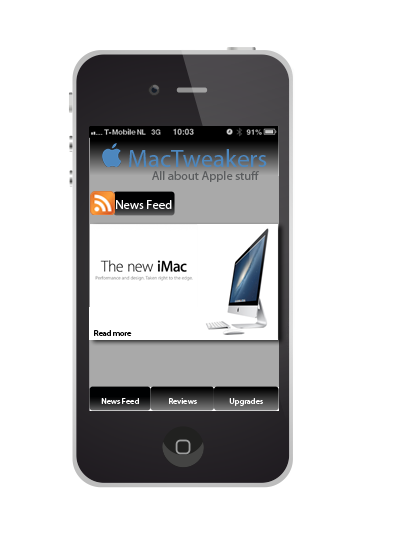 T-Mobile NL 3G 10:03 91%
MacTweakers
All about Apple stuff
News Feed
The new iMac
Performance and design. Taken right to the edge.
Read more
News Feed Reviews Upgrades